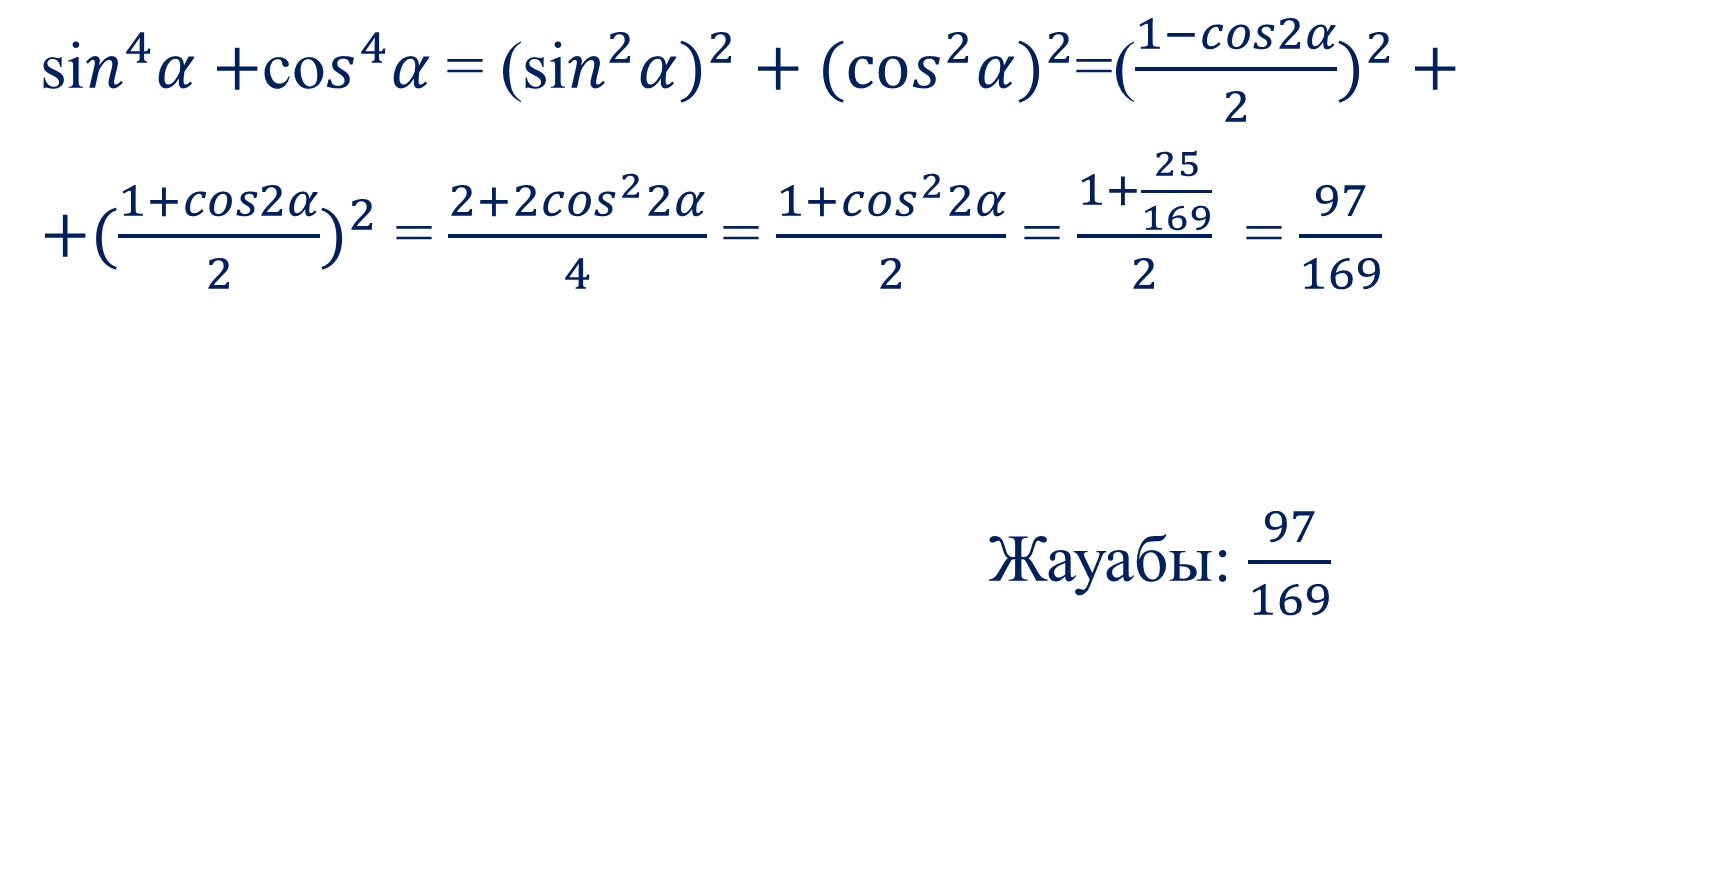 sin⁴α +cos⁴α = (sin²α)² + (cos²α)²=((1−cos2α)/2)² +
+((1+cos2α)/2)² = (2+2cos²2α)/4 = (1+cos²2α)/2 = (1+25/169)/2 = 97/169
Жауабы: 97/169